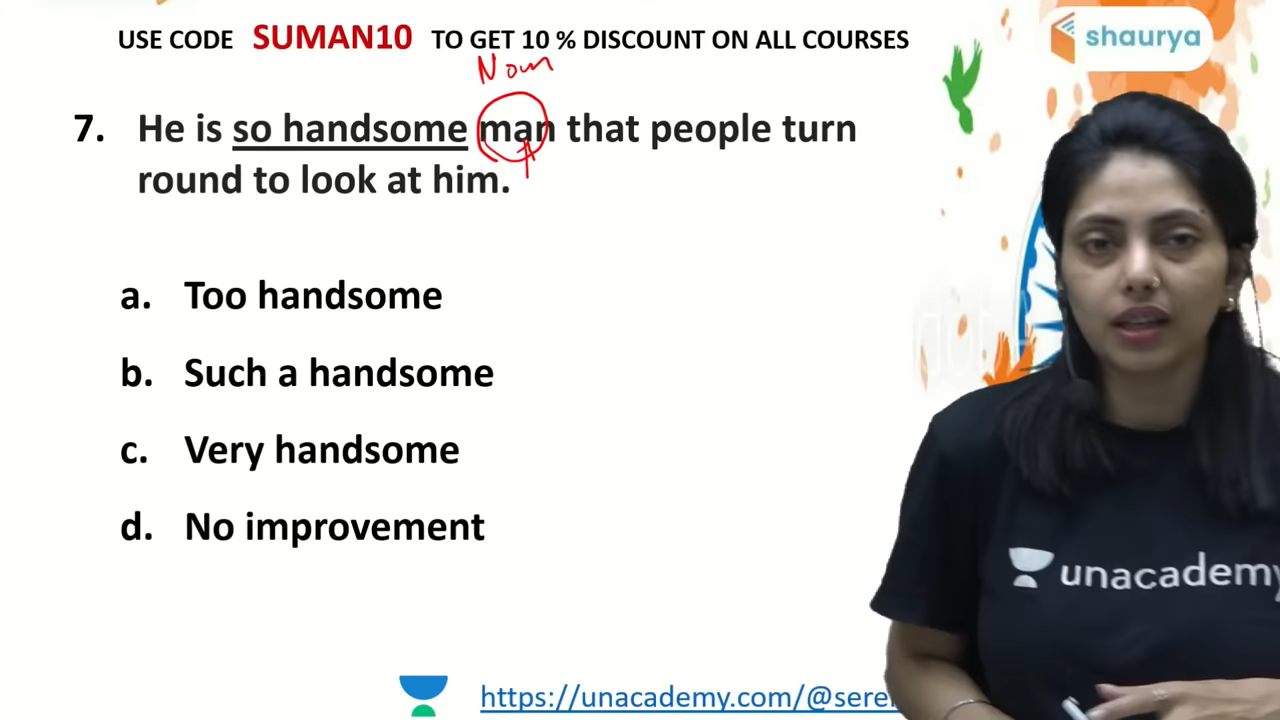 USE CODE SUMAN10 TO GET 10 % DISCOUNT ON ALL COURSES
shaurya
Noun
7. He is so handsome man that people turn
round to look at him.
a. Too handsome
b. Such a handsome
c. Very handsome
d. No improvement
unacademy
https://unacademy.com/@serer